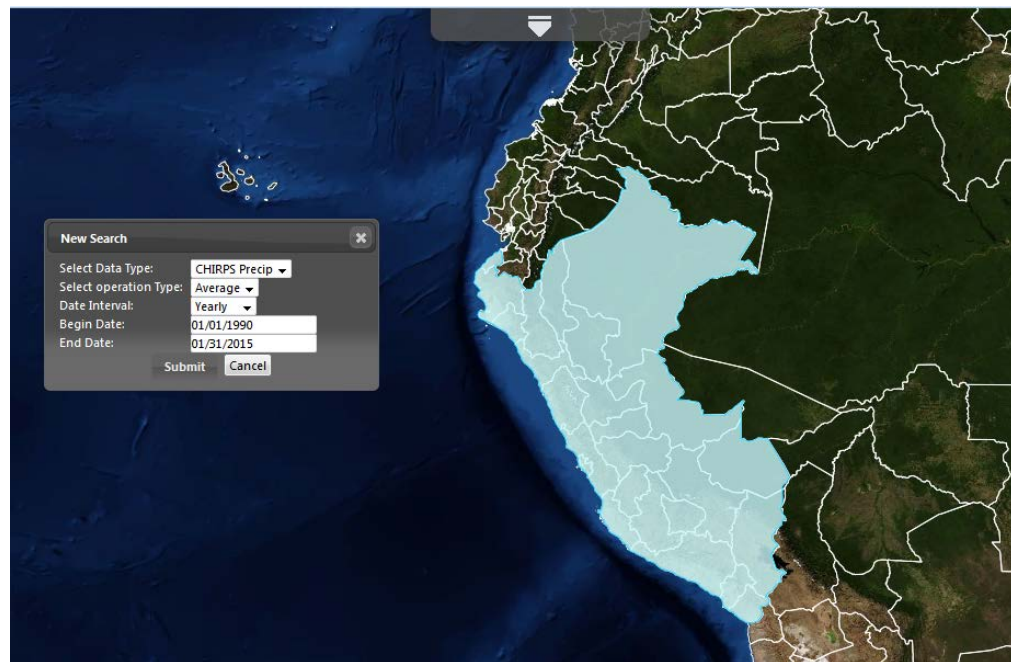 New Search
Select Data Type: CHIRPS Precip
Select operation Type: Average
Date Interval: Yearly
Begin Date: 01/01/1990
End Date: 01/31/2015
Submit Cancel